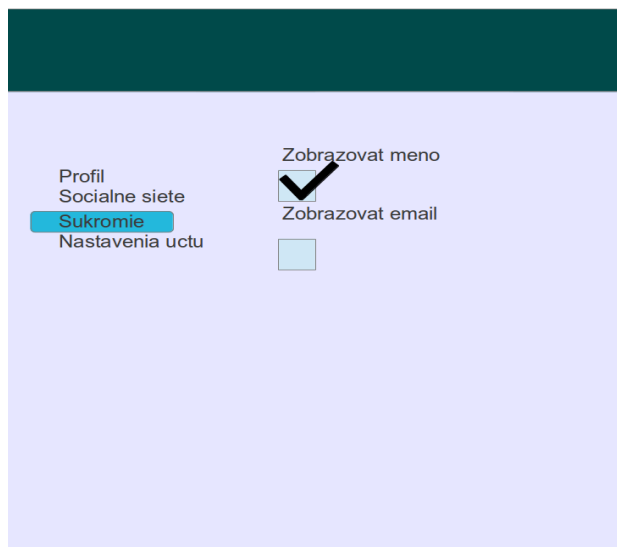 Profil
Socialne siete
Sukromie
Nastavenia uctu
Zobrazovat meno
Zobrazovat email